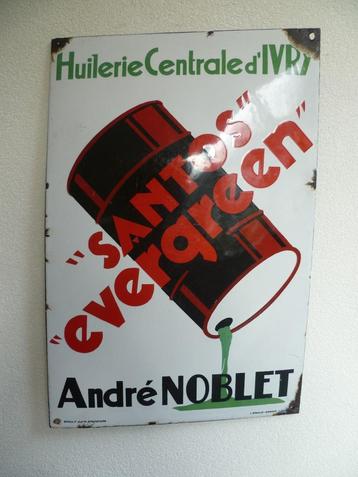 Huilerie Centrale d'IVRY
"SANTOS"
"evergreen"
André NOBLET